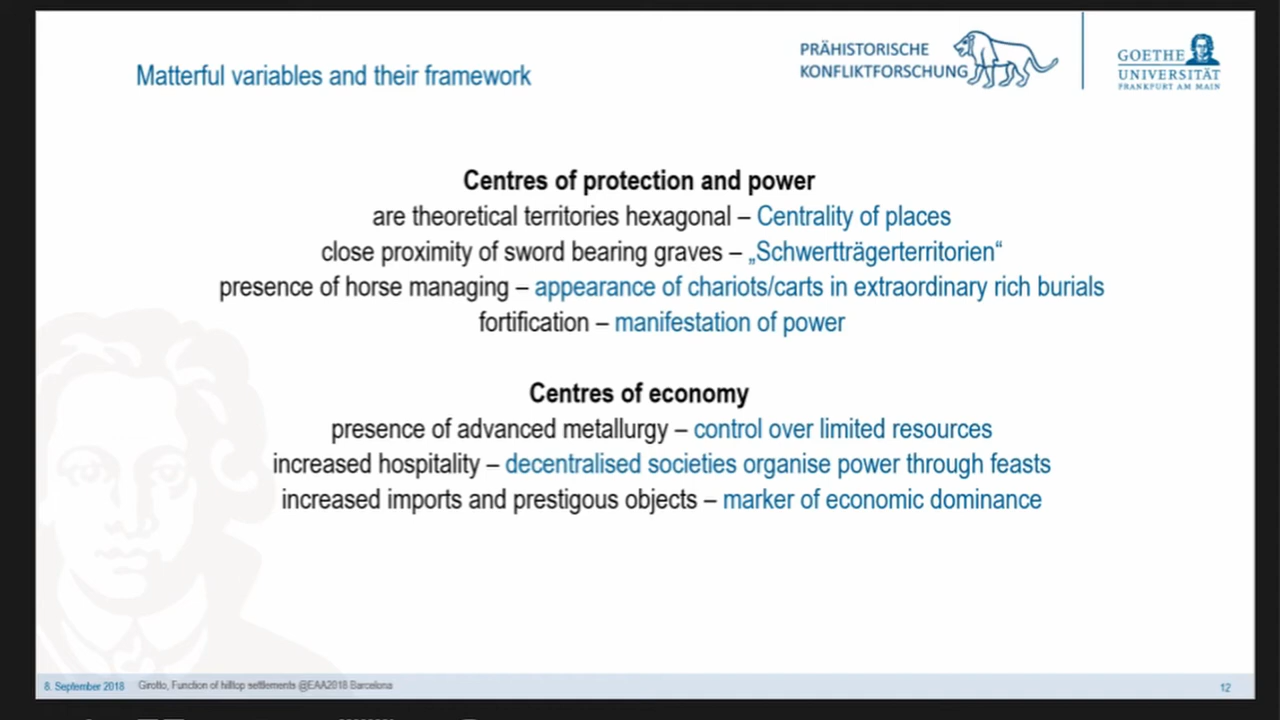 Matterful variables and their framework
PRÄHISTORISCHE
KONFLIKTFORSCHUNG
GOETHE
UNIVERSITÄT
FRANKFURT AM MAIN
Centres of protection and power
are theoretical territories hexagonal – Centrality of places
close proximity of sword bearing graves – „Schwertträgerterritorien“
presence of horse managing – appearance of chariots/carts in extraordinary rich burials
fortification – manifestation of power
Centres of economy
presence of advanced metallurgy – control over limited resources
increased hospitality – decentralised societies organise power through feasts
increased imports and prestigous objects – marker of economic dominance
8. September 2018 Girotto, Function of hilltop settlements @EAA2018 Barcelona 12